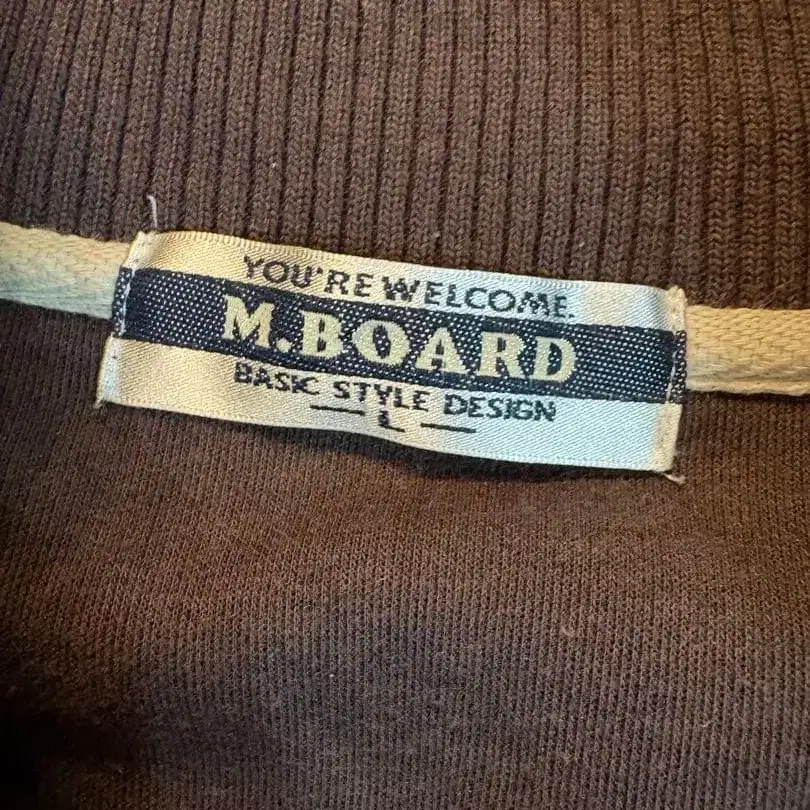 YOU'RE WELCOME.
M.BOARD
BASIC STYLE DESIGN
— L —